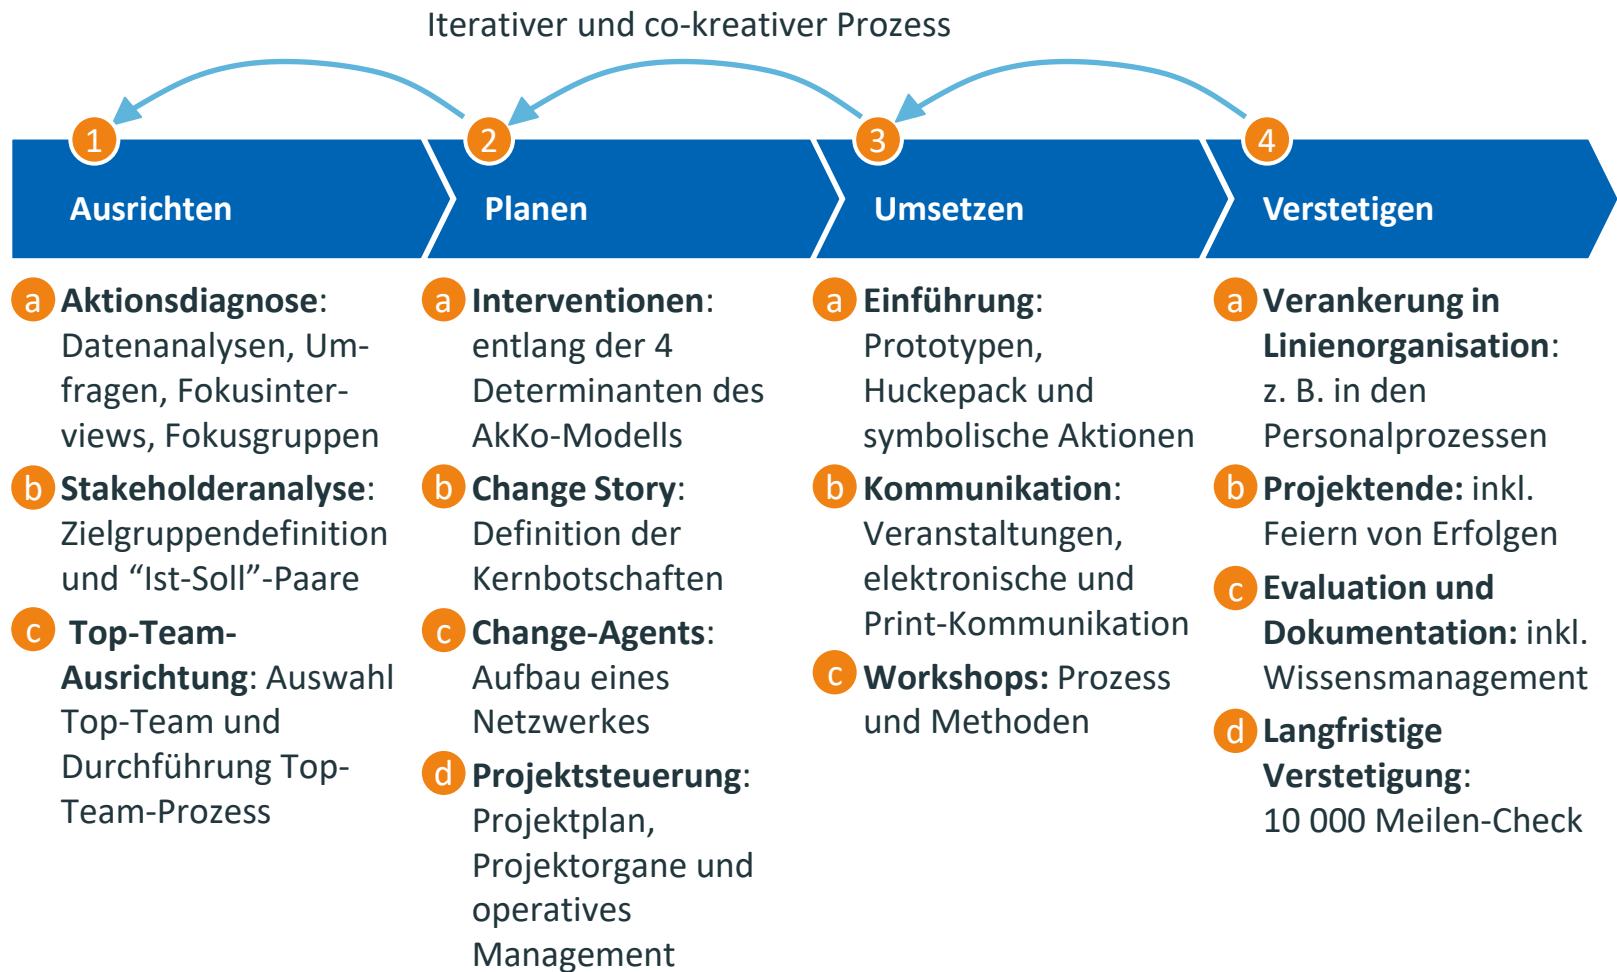 Iterativer und co-kreativer Prozess
1
Ausrichten
2
Planen
3
Umsetzen
4
Verstetigen
a Aktionsdiagnose:
Datenanalysen, Um-
fragen, Fokusinter-
views, Fokusgruppen
b Stakeholderanalyse:
Zielgruppendefinition
und “Ist-Soll”-Paare
c Top-Team-
Ausrichtung: Auswahl
Top-Team und
Durchführung Top-
Team-Prozess
a Interventionen:
entlang der 4
Determinanten des
AkKo-Modells
b Change Story:
Definition der
Kernbotschaften
c Change-Agents:
Aufbau eines
Netzwerkes
d Projektsteuerung:
Projektplan,
Projektorgane und
operatives
Management
a Einführung:
Prototypen,
Huckepack und
symbolische Aktionen
b Kommunikation:
Veranstaltungen,
elektronische und
Print-Kommunikation
c Workshops: Prozess
und Methoden
a Verankerung in
Linienorganisation:
z. B. in den
Personalprozessen
b Projektende: inkl.
Feiern von Erfolgen
c Evaluation und
Dokumentation: inkl.
Wissensmanagement
d Langfristige
Verstetigung:
10 000 Meilen-Check